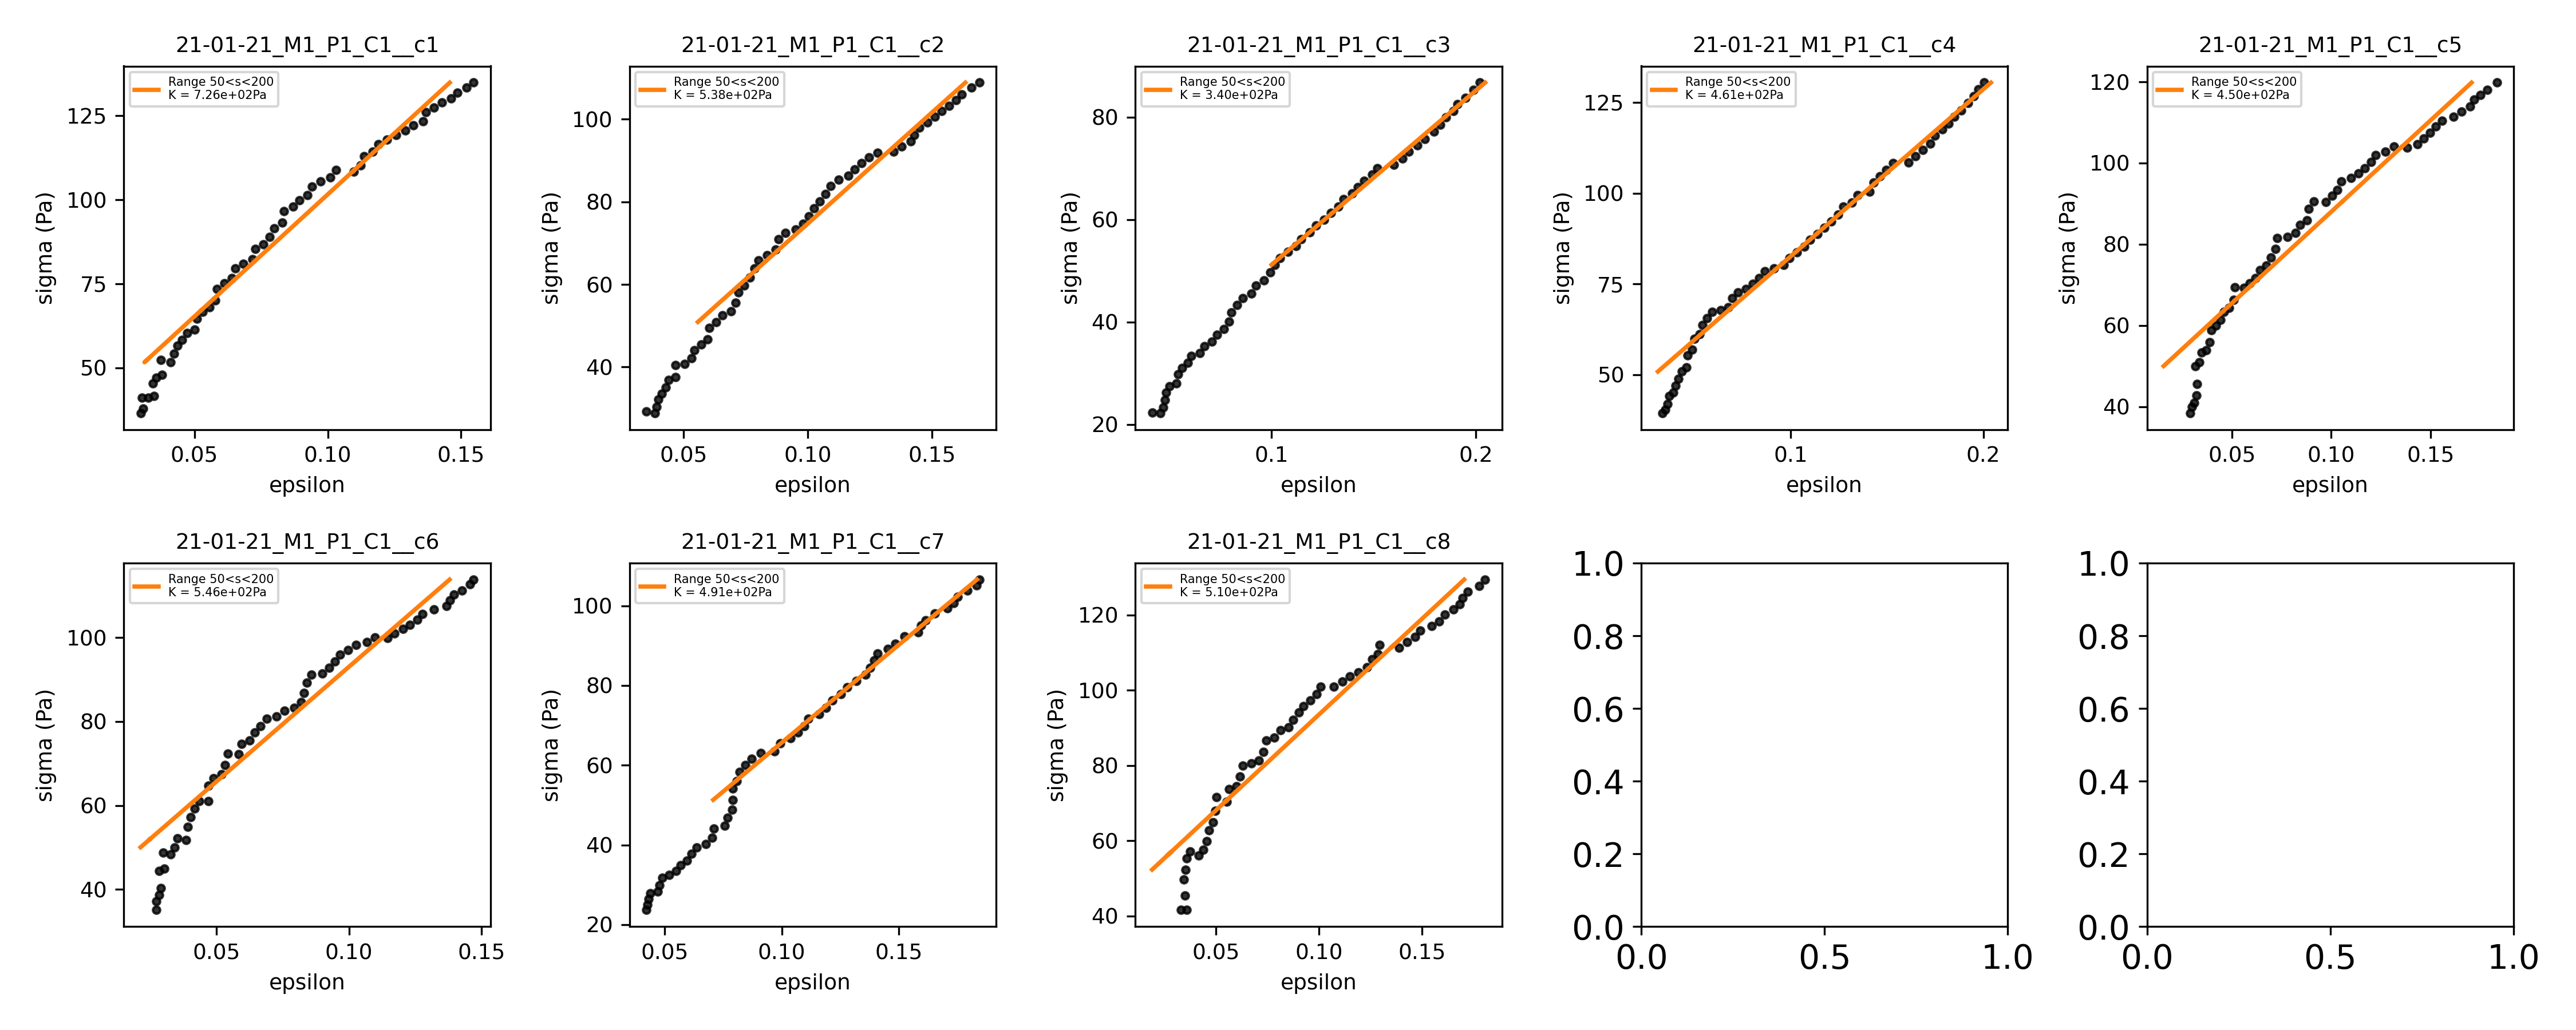 21-01-21_M1_P1_C1__c1
Range 50<s<200
K = 7.26e+02Pa
125
100
75
50
sigma (Pa)
0.05 0.10 0.15
epsilon
21-01-21_M1_P1_C1__c2
Range 50<s<200
K = 5.38e+02Pa
100
80
60
40
sigma (Pa)
0.05 0.10 0.15
epsilon
21-01-21_M1_P1_C1__c3
Range 50<s<200
K = 3.40e+02Pa
80
60
40
20
sigma (Pa)
0.1 0.2
epsilon
21-01-21_M1_P1_C1__c4
Range 50<s<200
K = 4.61e+02Pa
125
100
75
50
sigma (Pa)
0.1 0.2
epsilon
21-01-21_M1_P1_C1__c5
Range 50<s<200
K = 4.50e+02Pa
120
100
80
60
40
sigma (Pa)
0.05 0.10 0.15
epsilon
21-01-21_M1_P1_C1__c6
Range 50<s<200
K = 5.46e+02Pa
100
80
60
40
sigma (Pa)
0.05 0.10 0.15
epsilon
21-01-21_M1_P1_C1__c7
Range 50<s<200
K = 4.91e+02Pa
100
80
60
40
20
sigma (Pa)
0.05 0.10 0.15
epsilon
21-01-21_M1_P1_C1__c8
Range 50<s<200
K = 5.10e+02Pa
120
100
80
60
40
sigma (Pa)
0.05 0.10 0.15
epsilon
1.0
0.8
0.6
0.4
0.2
0.0
0.0 0.5 1.0
1.0
0.8
0.6
0.4
0.2
0.0
0.0 0.5 1.0